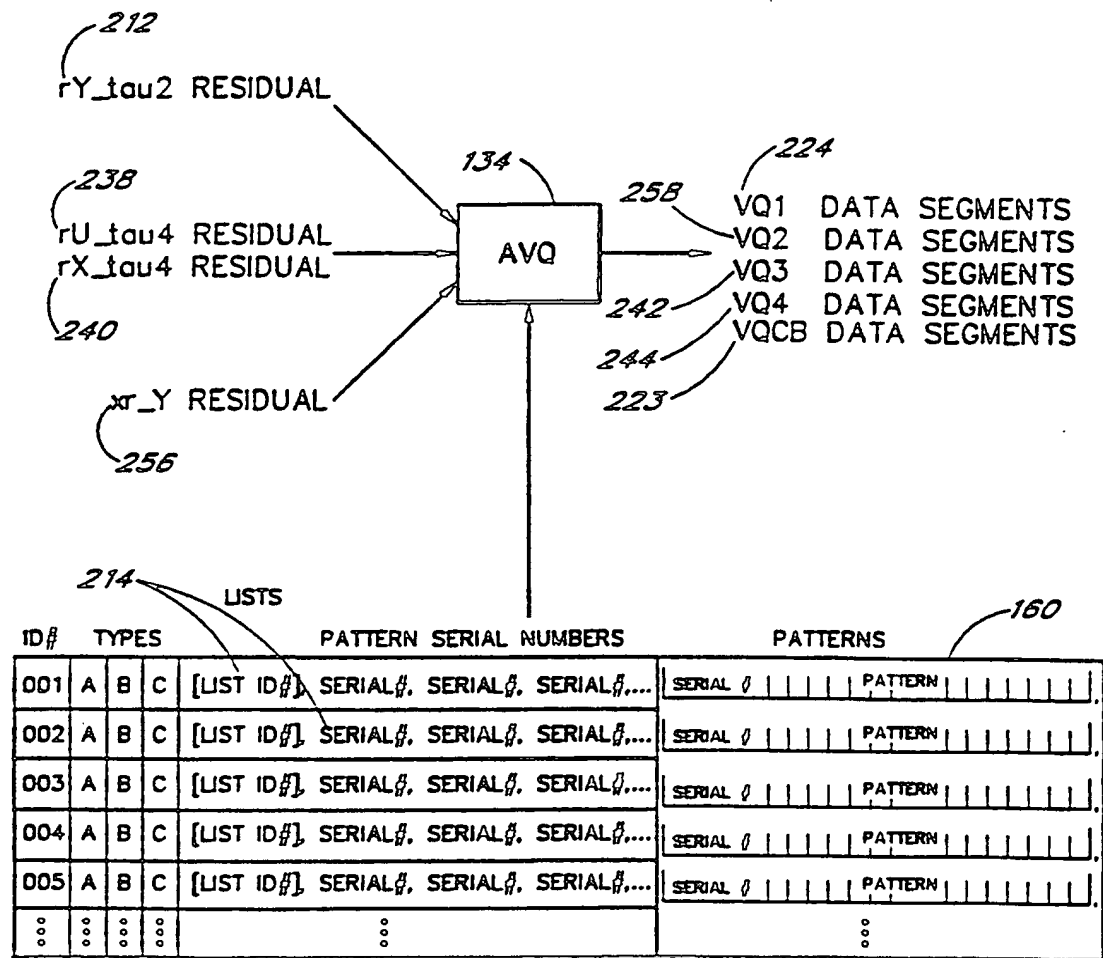 212
rY_tau2 RESIDUAL
238
rU_tau4 RESIDUAL
rX_tau4 RESIDUAL
240
xr_Y RESIDUAL
256
134
AVQ
224
258
VQ1 DATA SEGMENTS
VQ2 DATA SEGMENTS
VQ3 DATA SEGMENTS
242
VQ4 DATA SEGMENTS
VQCB DATA SEGMENTS
244
223
214
LISTS
160
ID# TYPES PATTERN SERIAL NUMBERS PATTERNS
001 A B C [LIST ID#], SERIAL#, SERIAL#, SERIAL#,... SERIAL # PATTERN
002 A B C [LIST ID#], SERIAL#, SERIAL#, SERIAL#,... SERIAL # PATTERN
003 A B C [LIST ID#], SERIAL#, SERIAL#, SERIAL#,... SERIAL # PATTERN
004 A B C [LIST ID#], SERIAL#, SERIAL#, SERIAL#,... SERIAL # PATTERN
005 A B C [LIST ID#], SERIAL#, SERIAL#, SERIAL#,... SERIAL # PATTERN